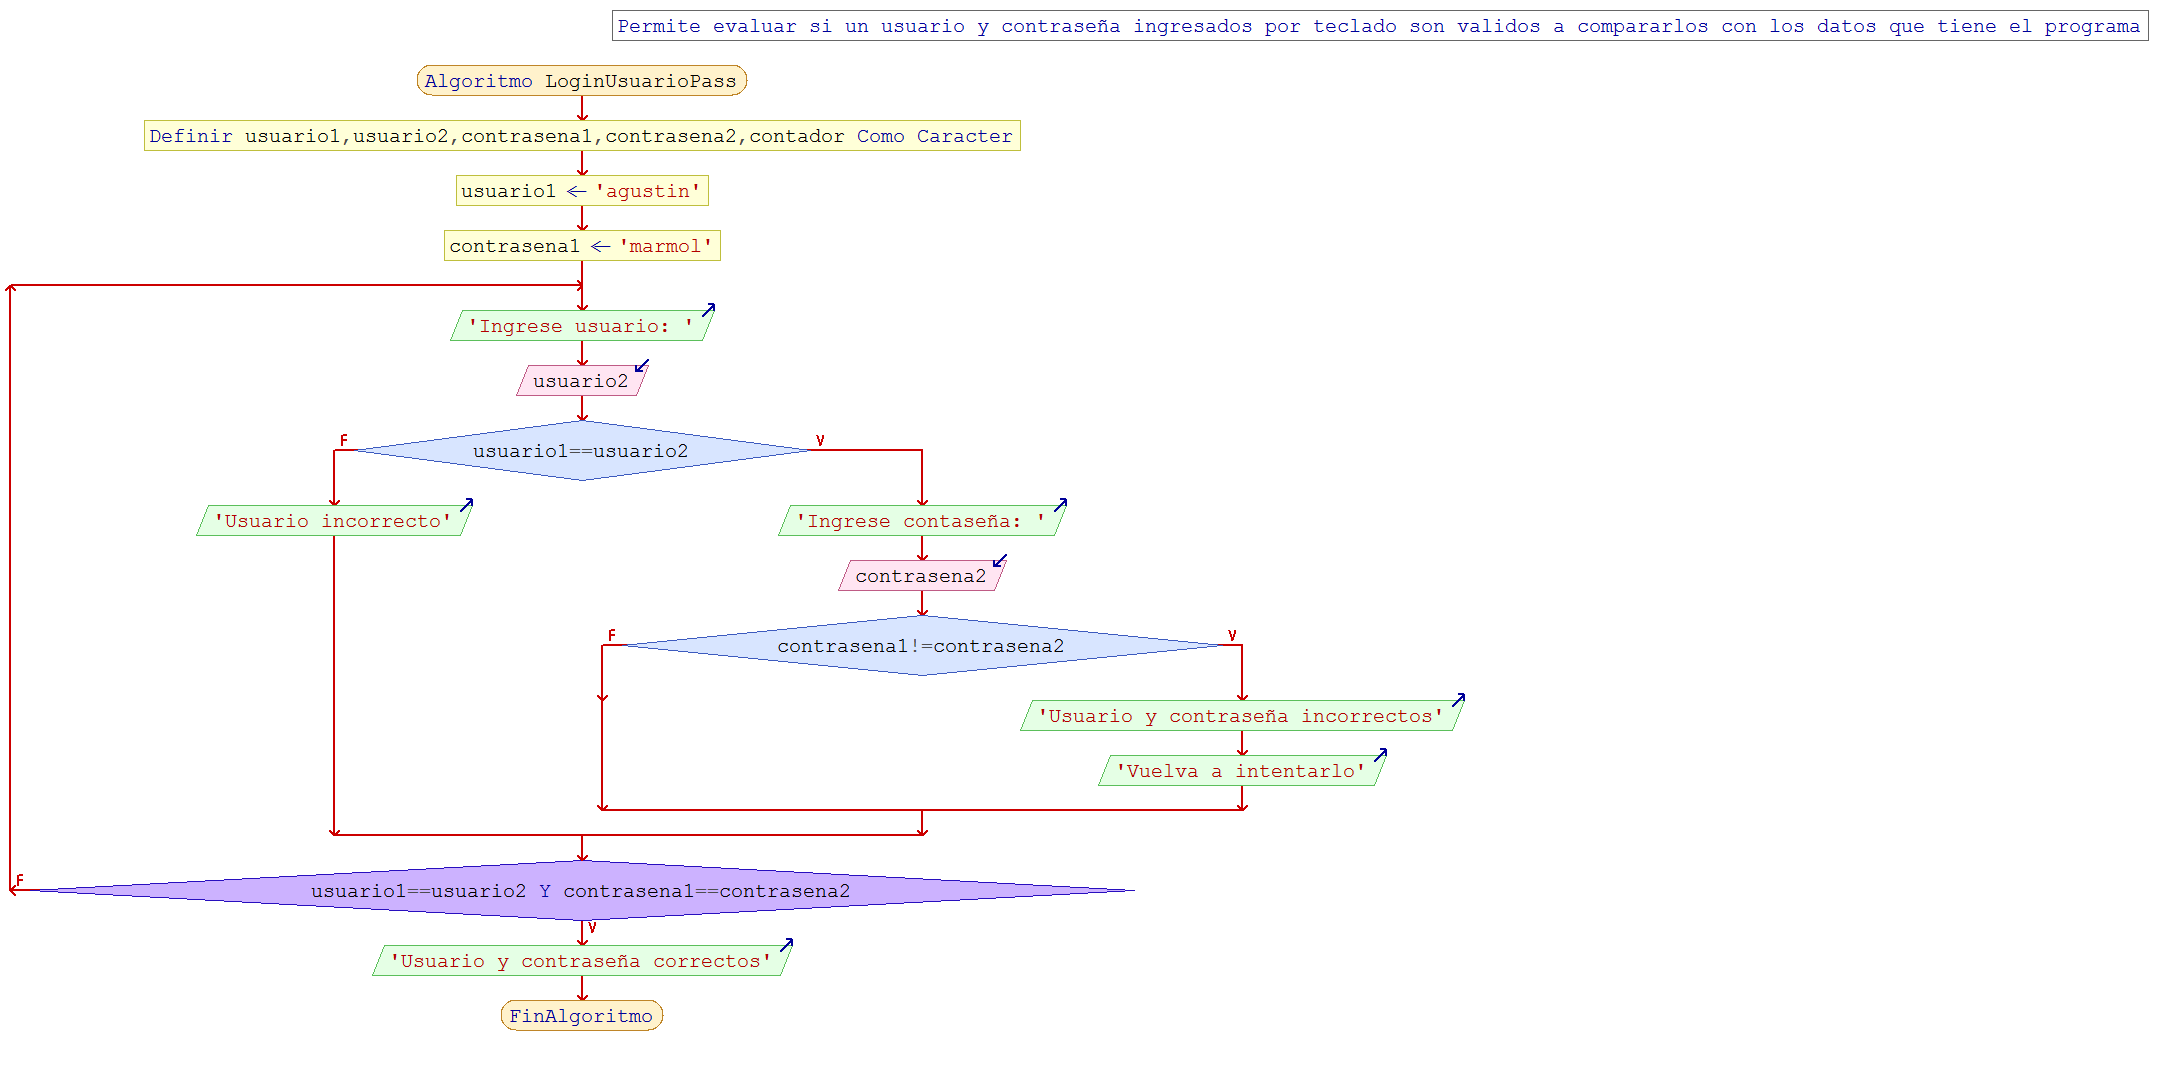 Permite evaluar si un usuario y contraseña ingresados por teclado son validos a compararlos con los datos que tiene el programa
Algoritmo LoginUsuarioPass
Definir usuario1,usuario2,contrasena1,contrasena2,contador Como Caracter
usuario1 ← 'agustin'
contrasena1 ← 'marmol'
'Ingrese usuario: '
usuario2
F
V
usuario1==usuario2
'Usuario incorrecto'
'Ingrese contaseña: '
contrasena2
F
V
contrasena1!=contrasena2
'Usuario y contraseña incorrectos'
'Vuelva a intentarlo'
F
usuario1==usuario2 Y contrasena1==contrasena2
V
'Usuario y contraseña correctos'
FinAlgoritmo